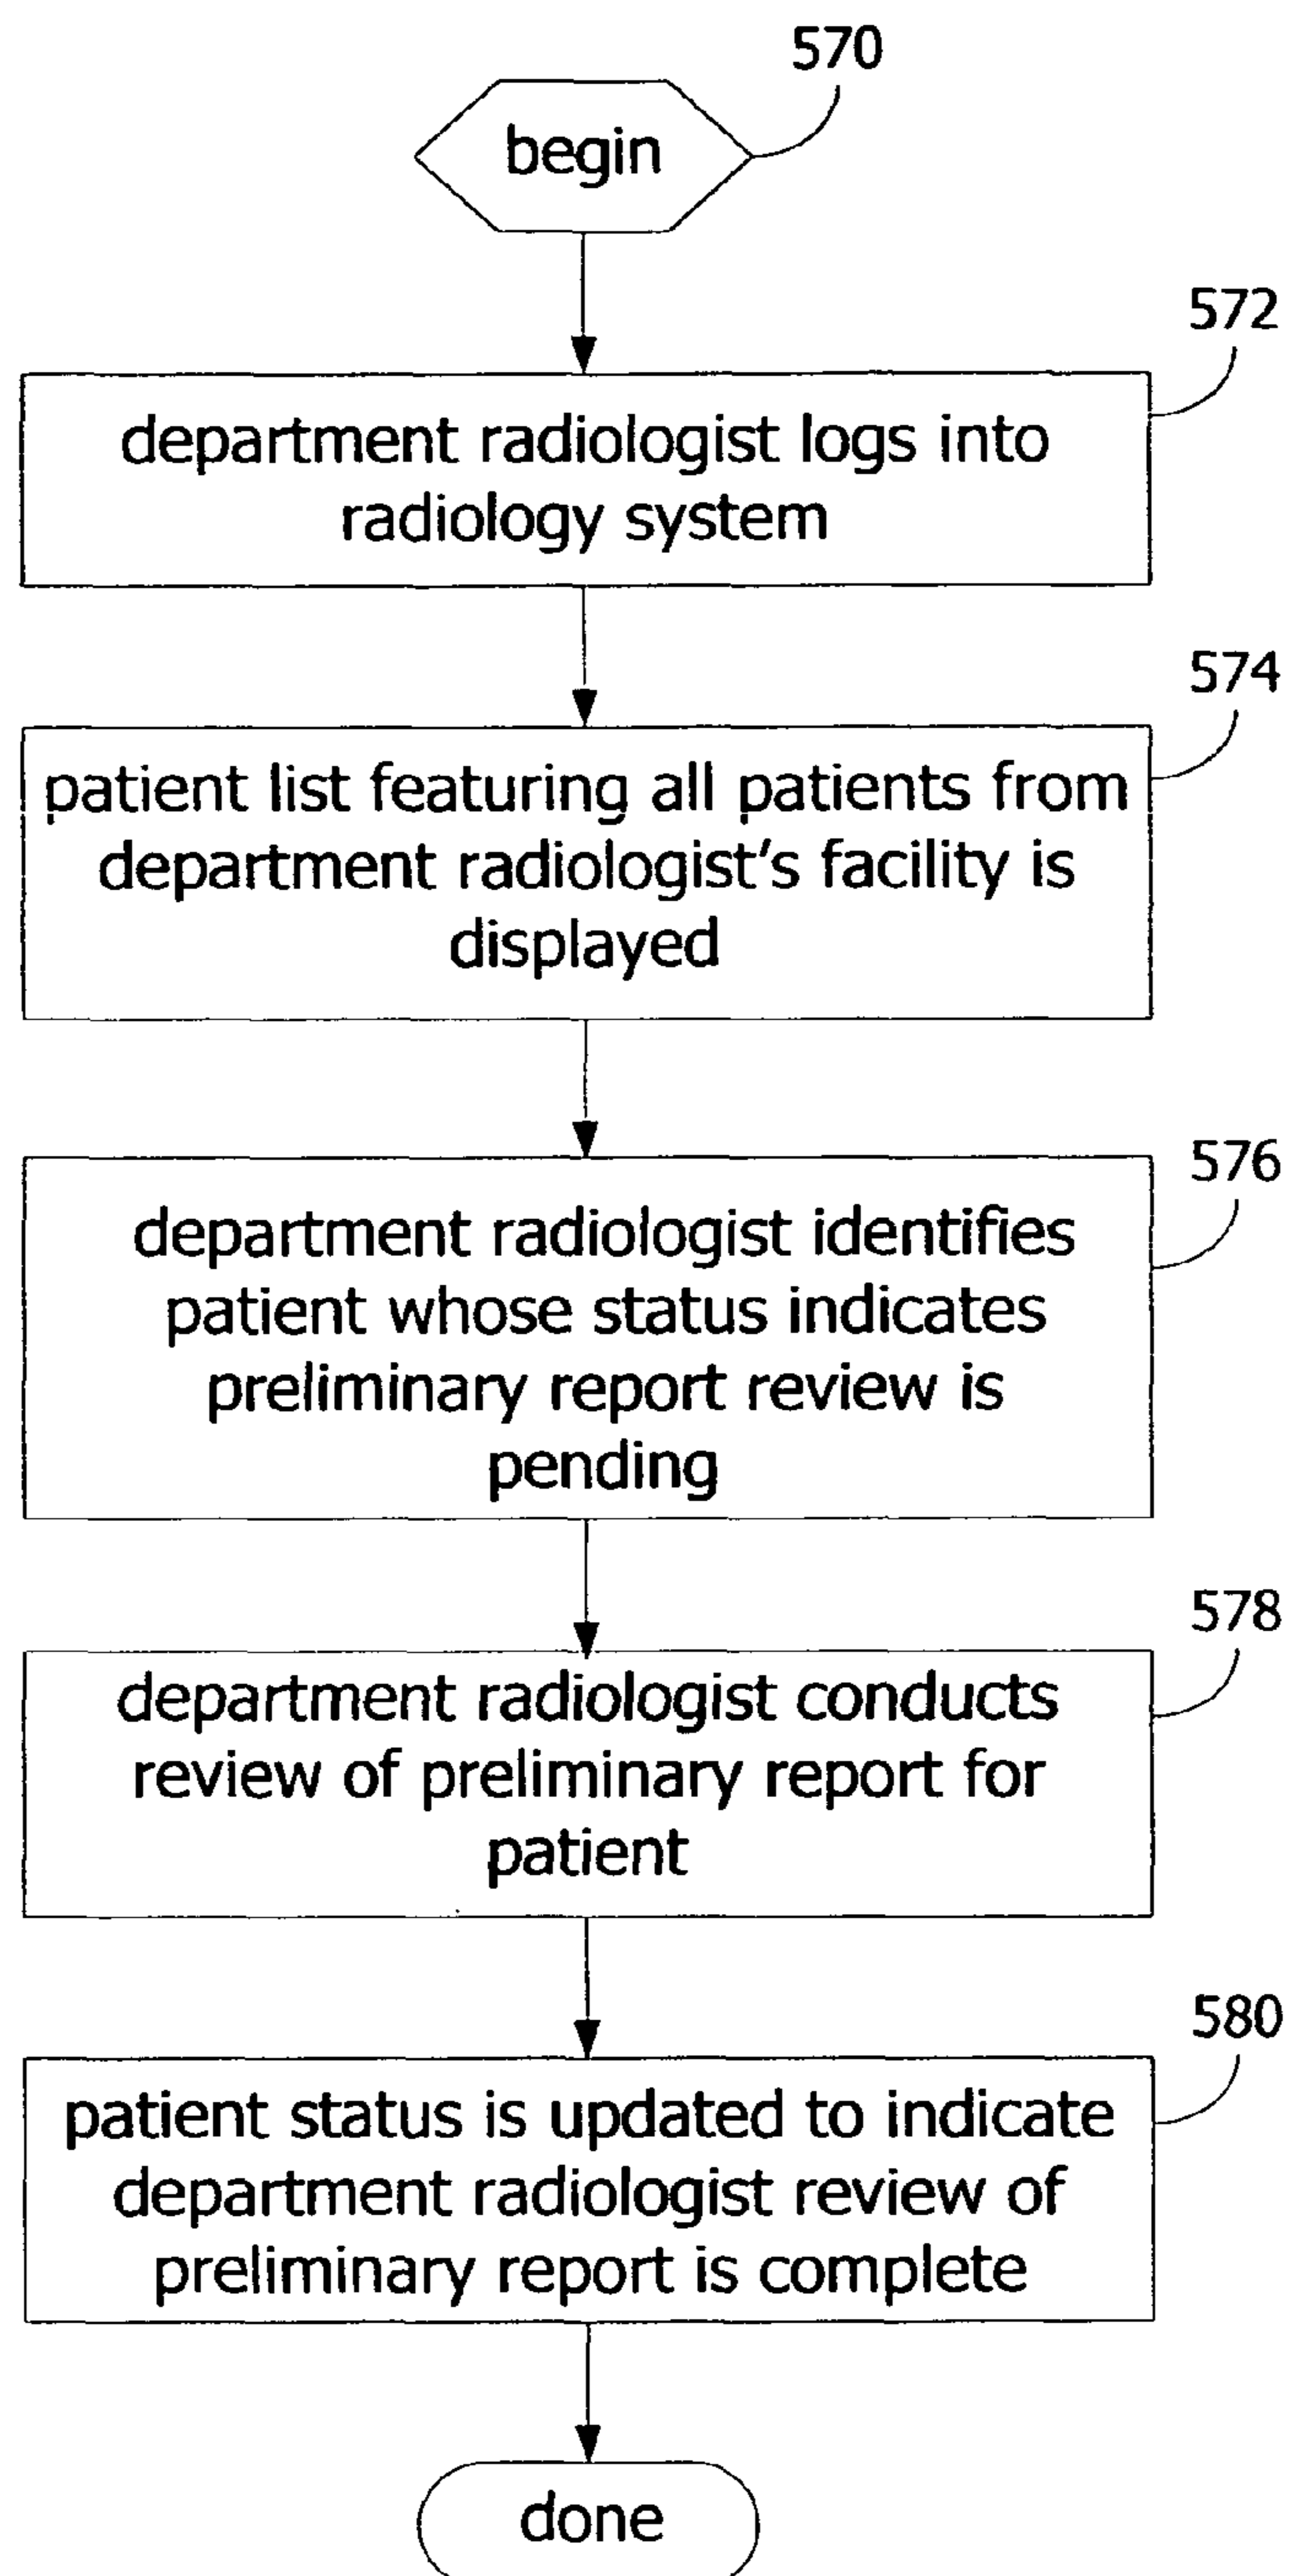 570
begin
572
department radiologist logs into
radiology system
574
patient list featuring all patients from
department radiologist's facility is
displayed
576
department radiologist identifies
patient whose status indicates
preliminary report review is
pending
578
department radiologist conducts
review of preliminary report for
patient
580
patient status is updated to indicate
department radiologist review of
preliminary report is complete
done